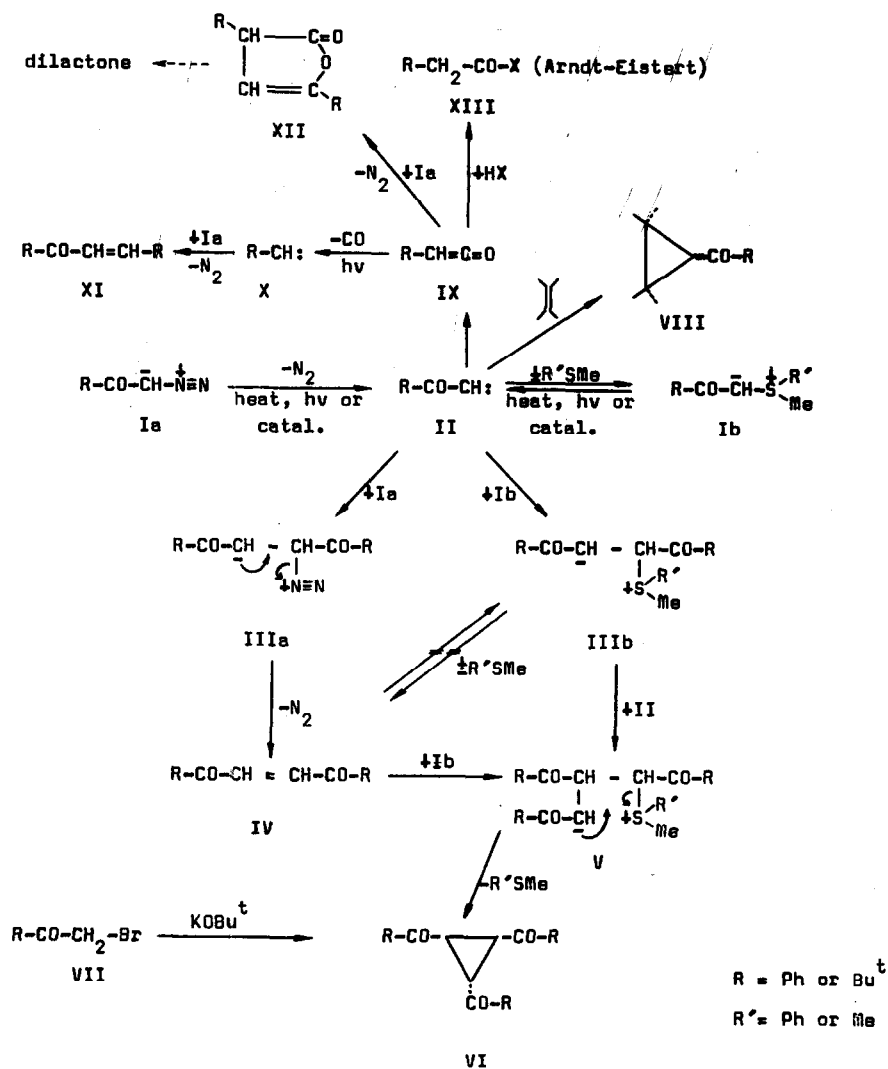 R-CH-C=O
O
CH=C-R
dilactone
XII
R-CH2-CO-X (Arndt-Eistert)
XIII
-N2 +Ia +HX
R-CO-CH=CH-R +Ia -N2 R-CH: -CO hv R-CH=C=O
XI X IX
=CO-R
VIII
R-CO-CH-N≡N -N2 heat, hv or catal. R-CO-CH: +R'SMe heat, hv or catal. R-CO-CH-S R' Me
Ia II Ib
+Ia +Ib
R-CO-CH - CH-CO-R R-CO-CH - CH-CO-R
+N≡N +S R' Me
IIIa IIIb
±R'SMe
-N2 +II
R-CO-CH = CH-CO-R +Ib R-CO-CH - CH-CO-R
R-CO-CH +S R' Me
IV V
-R'SMe
R-CO-CH2-Br KOBu^t R-CO- -CO-R
VII CO-R
VI
R = Ph or Bu^t
R'= Ph or Me